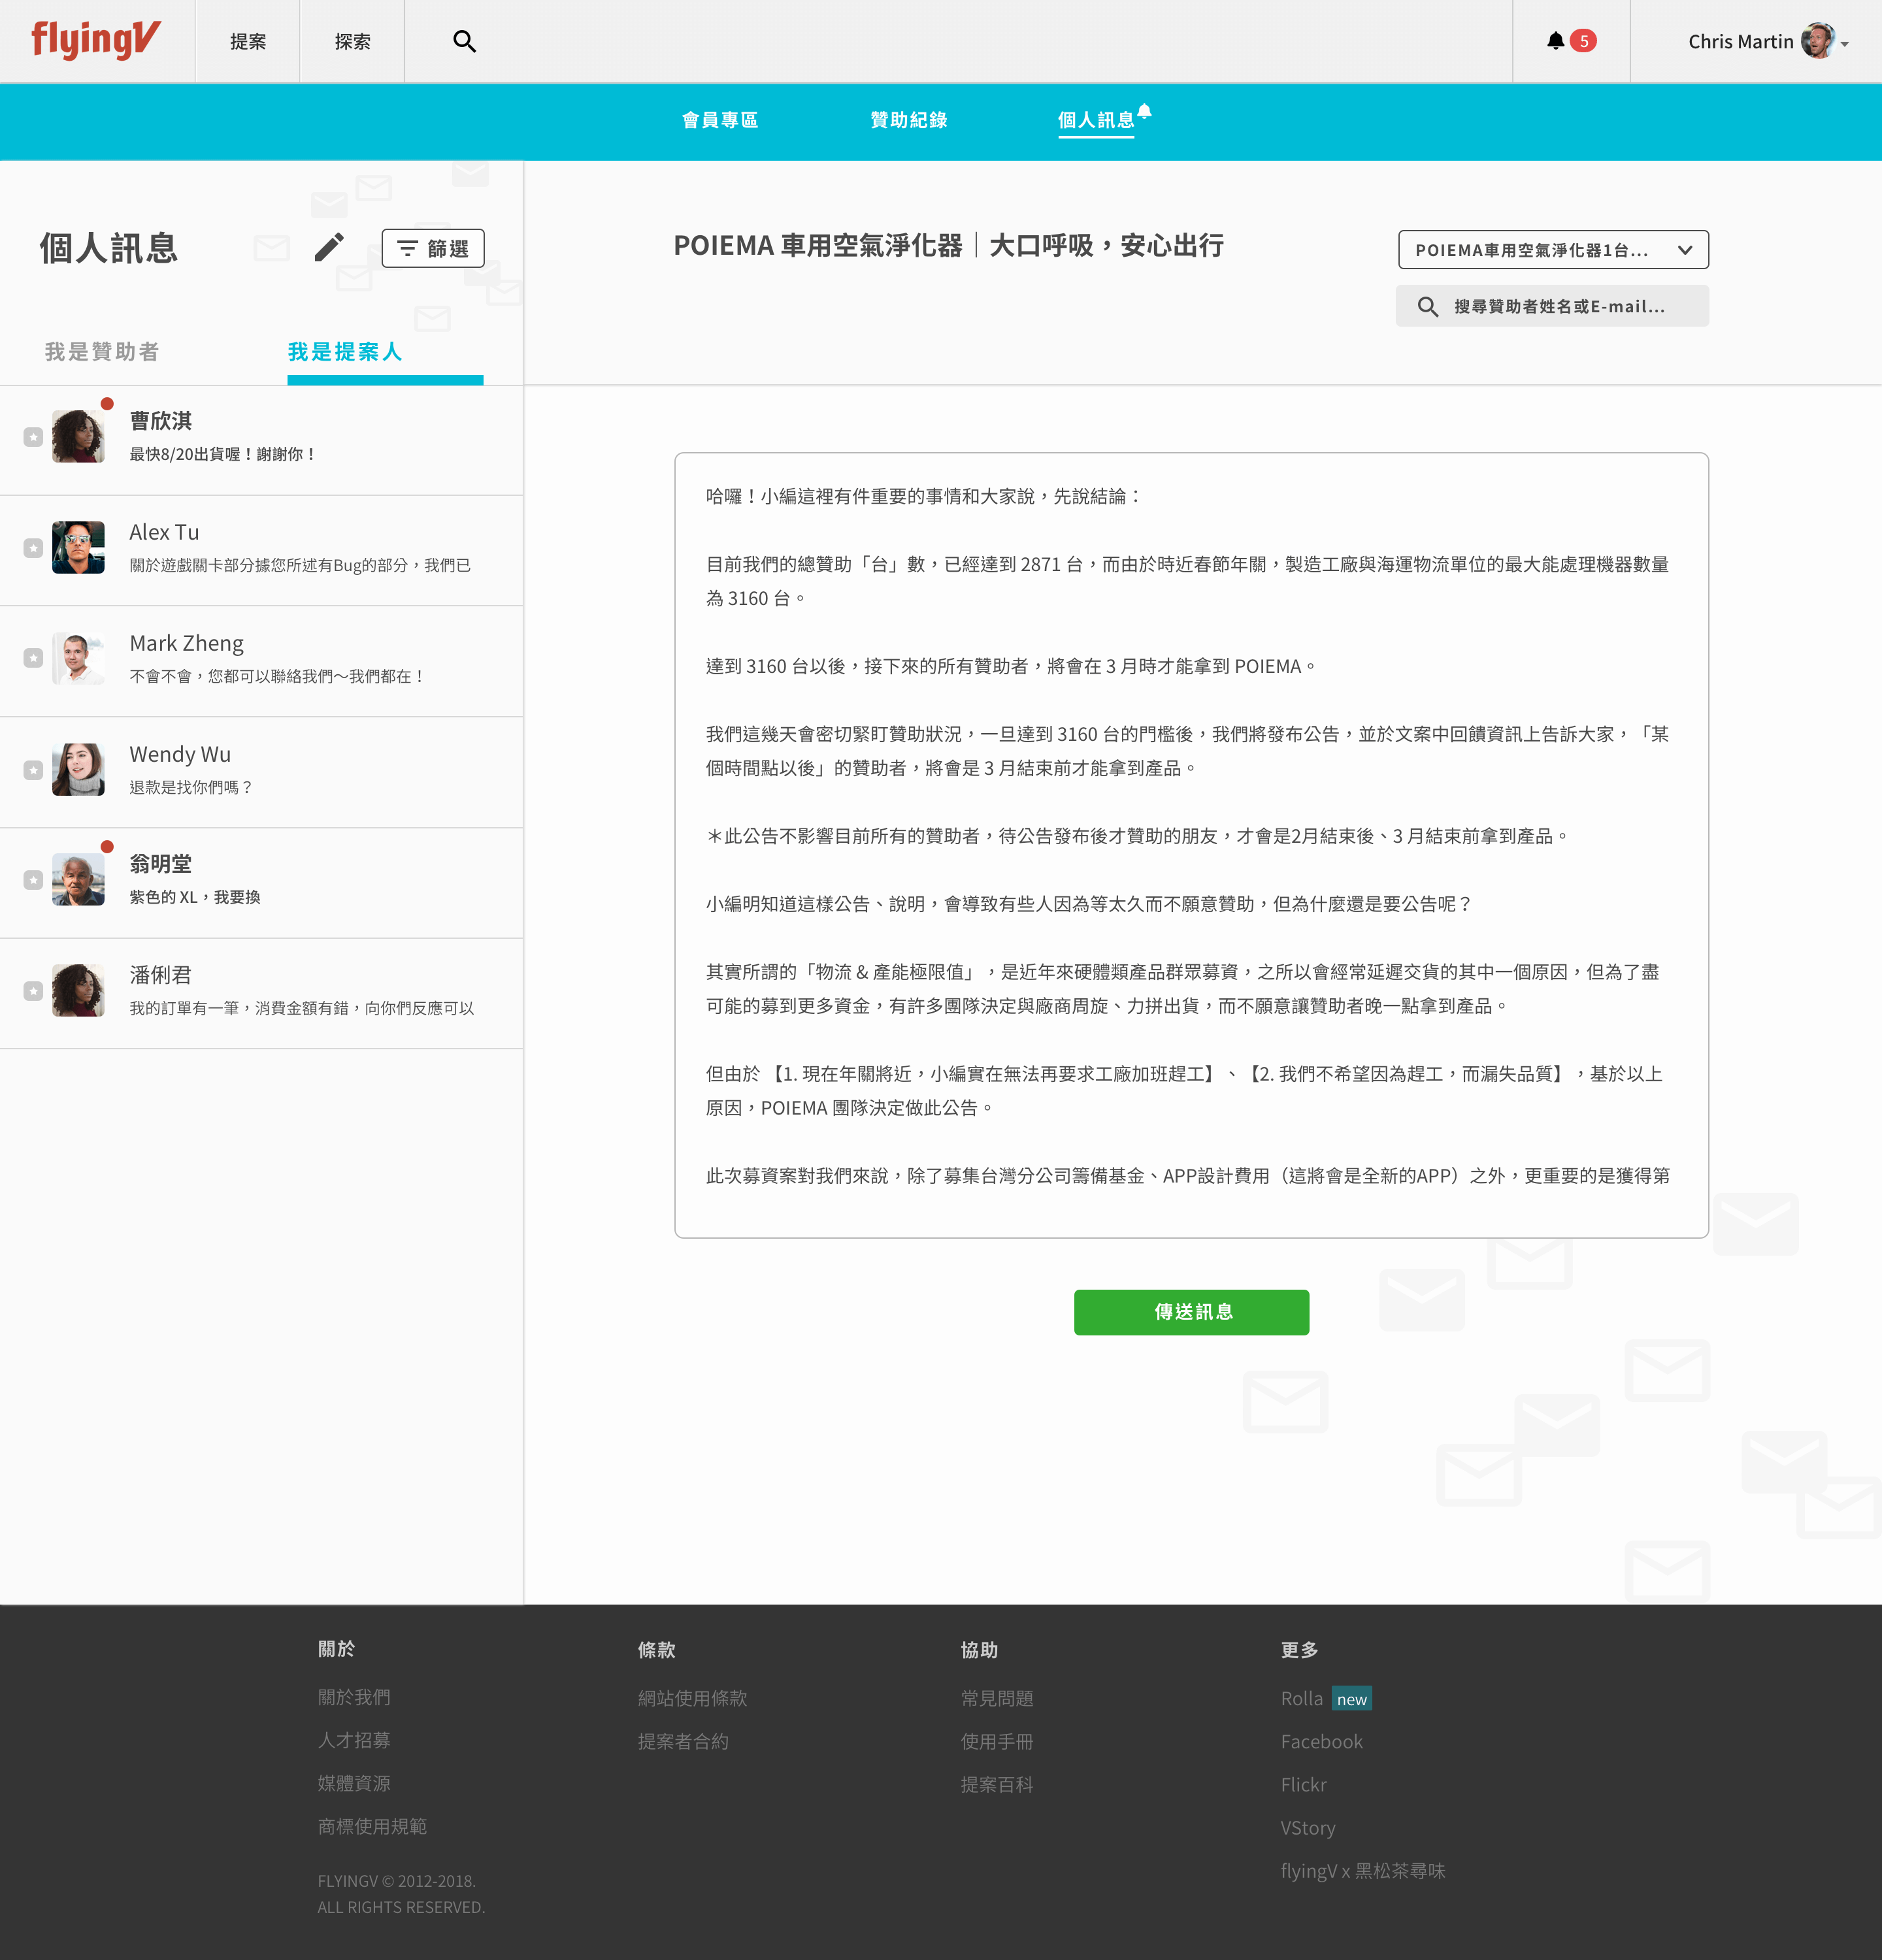 flyingV
提案
探索
5
Chris Martin
會員專區
贊助紀錄
個人訊息
個人訊息
篩選
我是贊助者
我是提案人
曹欣淇
最快8/20出貨喔！謝謝你！
Alex Tu
關於遊戲關卡部分據您所述有Bug的部分，我們已
Mark Zheng
不會不會，您都可以聯絡我們～我們都在！
Wendy Wu
退款是找你們嗎？
翁明堂
紫色的 XL，我要換
潘俐君
我的訂單有一筆，消費金額有錯，向你們反應可以
POIEMA 車用空氣淨化器｜大口呼吸，安心出行
POIEMA車用空氣淨化器1台...
搜尋贊助者姓名或E-mail...
哈囉！小編這裡有件重要的事情和大家說，先說結論：
目前我們的總贊助「台」數，已經達到 2871 台，而由於時近春節年關，製造工廠與海運物流單位的最大能處理機器數量
為 3160 台。
達到 3160 台以後，接下來的所有贊助者，將會在 3 月時才能拿到 POIEMA。
我們這幾天會密切緊盯贊助狀況，一旦達到 3160 台的門檻後，我們將發布公告，並於文案中回饋資訊上告訴大家，「某
個時間點以後」的贊助者，將會是 3 月結束前才能拿到產品。
＊此公告不影響目前所有的贊助者，待公告發布後才贊助的朋友，才會是2月結束後、3 月結束前拿到產品。
小編明知道這樣公告、說明，會導致有些人因為等太久而不願意贊助，但為什麼還是要公告呢？
其實所謂的「物流 & 產能極限值」，是近年來硬體類產品群眾募資，之所以會經常延遲交貨的其中一個原因，但為了盡
可能的募到更多資金，有許多團隊決定與廠商周旋、力拼出貨，而不願意讓贊助者晚一點拿到產品。
但由於 【1. 現在年關將近，小編實在無法再要求工廠加班趕工】、【2. 我們不希望因為趕工，而漏失品質】，基於以上
原因，POIEMA 團隊決定做此公告。
此次募資案對我們來說，除了募集台灣分公司籌備基金、APP設計費用（這將會是全新的APP）之外，更重要的是獲得第
傳送訊息
關於
關於我們
人才招募
媒體資源
商標使用規範
FLYINGV © 2012-2018.
ALL RIGHTS RESERVED.
條款
網站使用條款
提案者合約
協助
常見問題
使用手冊
提案百科
更多
Rolla new
Facebook
Flickr
VStory
flyingV x 黑松茶尋味